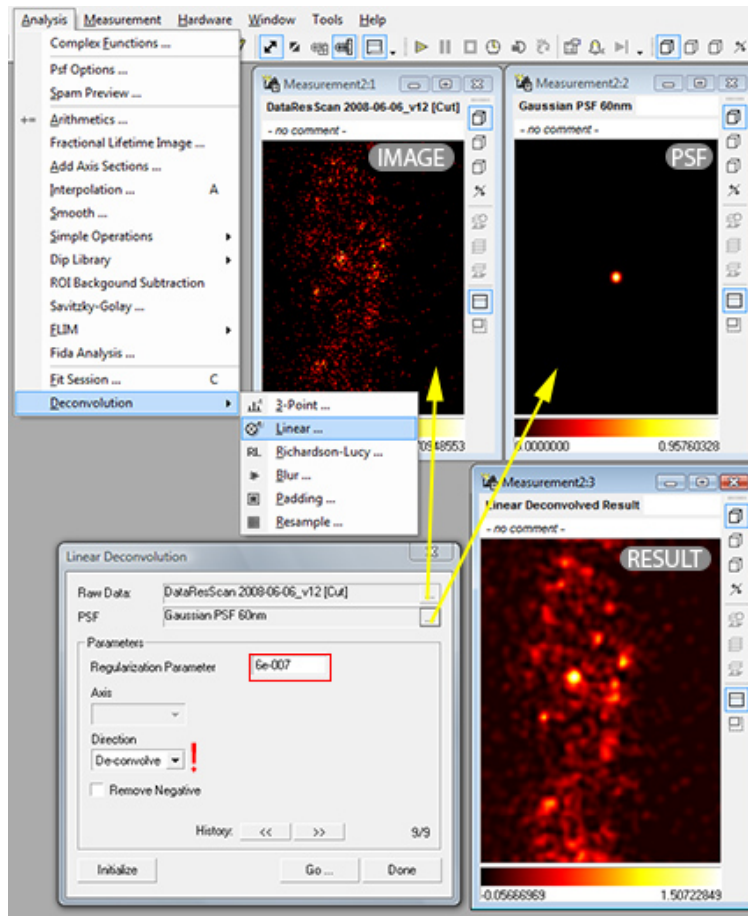 Analysis Measurement Hardware Window Tools Help
Complex Functions ...
Psf Options ...
Spam Preview ...
+= Arithmetics ...
Fractional Lifetime Image ...
Add Axis Sections ...
Interpolation ... A
Smooth ...
Simple Operations
Dip Library
ROI Backgound Subtraction
Savitzky-Golay ...
FLIM
Fida Analysis ...
Fit Session ... C
Deconvolution
3-Point ...
Linear ...
RL Richardson-Lucy ...
Blur ...
Padding ...
Resample ...
Measurement2:1
DataResScan 2008-06-06_v12 [Cut]
- no comment -
IMAGE
Measurement2:2
Gaussian PSF 60nm
- no comment -
PSF
0.0000000 0.95760328
Measurement2:3
Linear Deconvolved Result
- no comment -
RESULT
-0.05666969 1.50722849
Linear Deconvolution
Raw Data: DataResScan 2008-06-06_v12 [Cut] ...
PSF Gaussian PSF 60nm ...
Parameters
Regularization Parameter 6e-007
Axis
Direction
De-convolve !
Remove Negative
History: << >> 9/9
Initialize Go ... Done